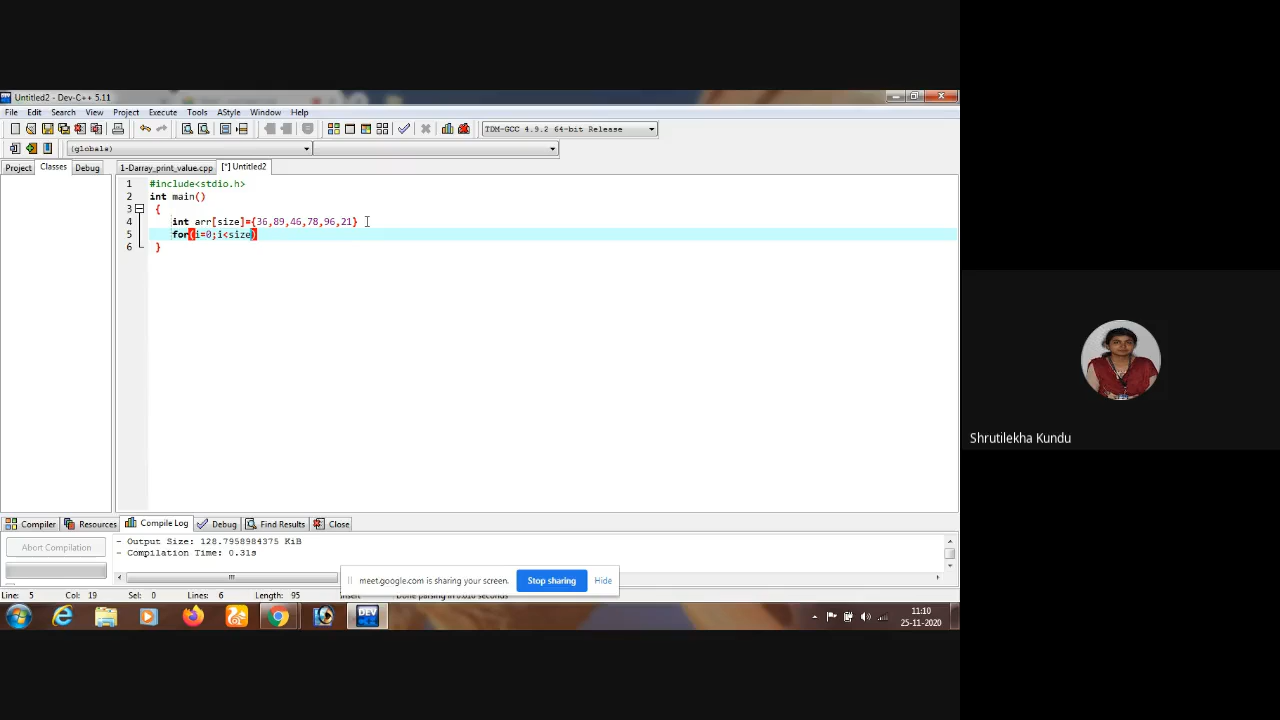 Untitled2 - Dev-C++ 5.11
File Edit Search View Project Execute Tools AStyle Window Help
TDM-GCC 4.9.2 64-bit Release
(globals)
Project Classes Debug 1-Darray_print_value.cpp [*] Untitled2
1 #include<stdio.h>
2 int main()
3 {
4 int arr[size]={36,89,46,78,96,21}
5 for(i=0;i<size)
6 }
Shrutilekha Kundu
Compiler Resources Compile Log Debug Find Results Close
Abort Compilation
- Output Size: 128.7958984375 KiB
- Compilation Time: 0.31s
meet.google.com is sharing your screen. Stop sharing Hide
Line: 5 Col: 19 Sel: 0 Lines: 6 Length: 95
DEV
11:10
25-11-2020